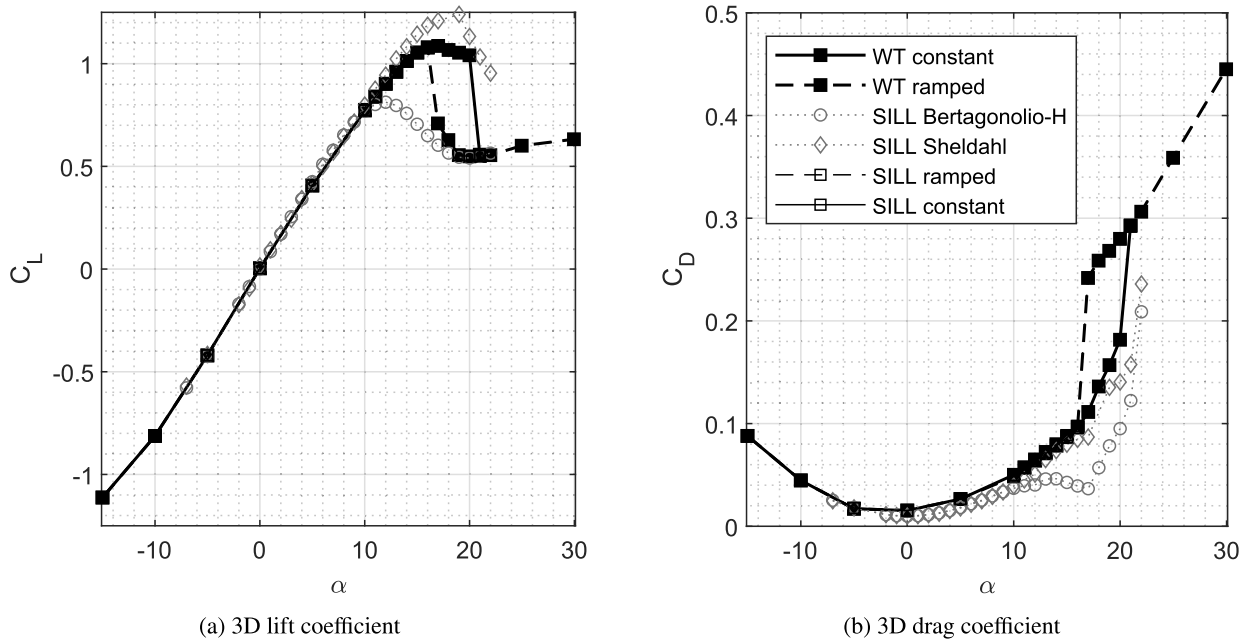 1
0.5
0
-0.5
-1
C_L
-10
0
10
20
30
α
(a) 3D lift coefficient
0.5
0.4
0.3
0.2
0.1
0
C_D
WT constant
WT ramped
SILL Bertagonolio-H
SILL Sheldahl
SILL ramped
SILL constant
-10
0
10
20
30
α
(b) 3D drag coefficient